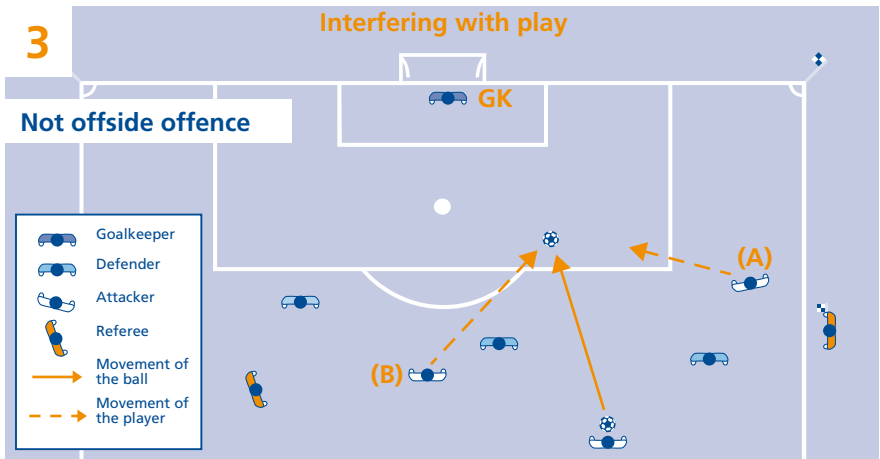 3
Interfering with play
GK
Not offside offence
Goalkeeper
Defender
Attacker
Referee
Movement of
the ball
Movement of
the player
(A)
(B)